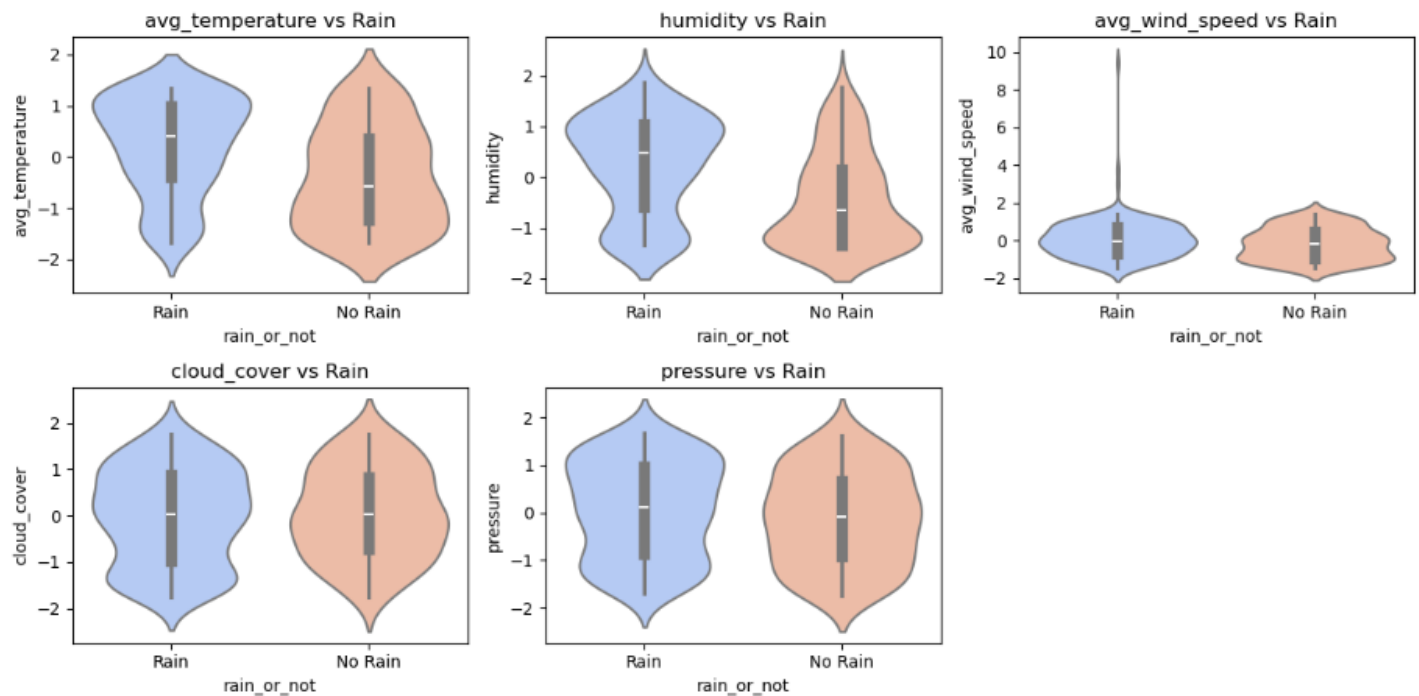 avg_temperature vs Rain
avg_temperature
2
1
0
−1
−2
Rain
No Rain
rain_or_not
humidity vs Rain
humidity
2
1
0
−1
−2
Rain
No Rain
rain_or_not
avg_wind_speed vs Rain
avg_wind_speed
10
8
6
4
2
0
−2
Rain
No Rain
rain_or_not
cloud_cover vs Rain
cloud_cover
2
1
0
−1
−2
Rain
No Rain
rain_or_not
pressure vs Rain
pressure
2
1
0
−1
−2
Rain
No Rain
rain_or_not